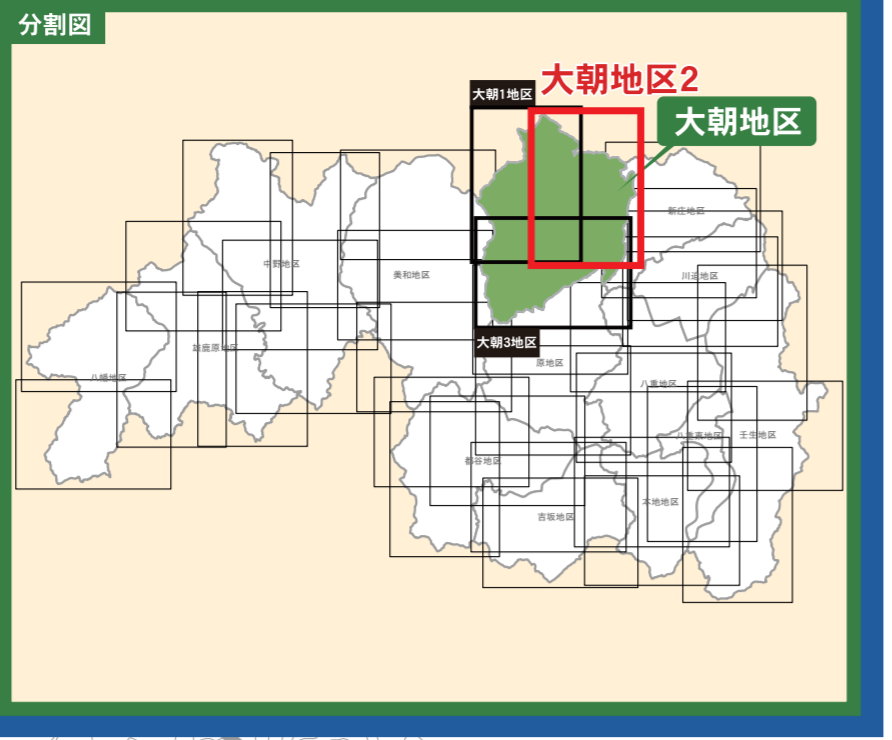 分割図
大朝地区2
大朝1地区
大朝地区
新庄地区
中野地区
美和地区
川迫地区
雄鹿原地区
大朝3地区
原地区
八幡地区
八重地区
八重東地区
壬生地区
都谷地区
本地地区
吉坂地区